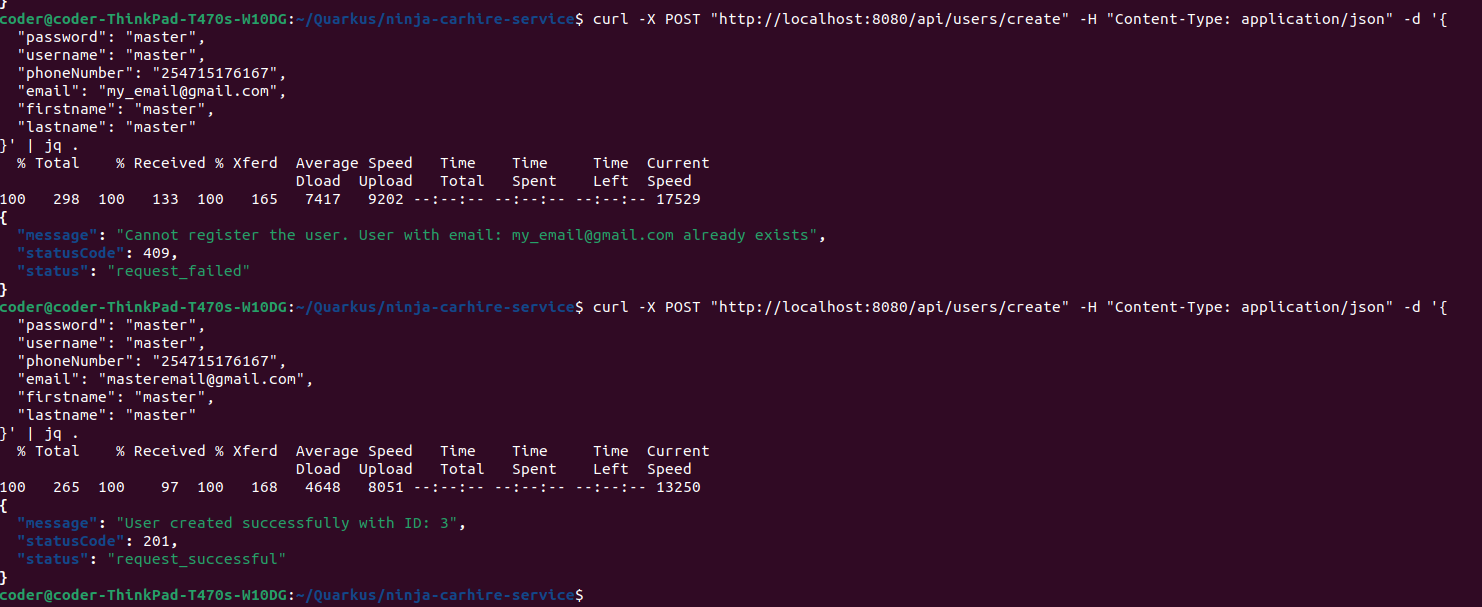 }
coder@coder-ThinkPad-T470s-W10DG:~/Quarkus/ninja-carhire-service$ curl -X POST "http://localhost:8080/api/users/create" -H "Content-Type: application/json" -d '{
  "password": "master",
  "username": "master",
  "phoneNumber": "254715176167",
  "email": "my_email@gmail.com",
  "firstname": "master",
  "lastname": "master"
}' | jq .
  % Total    % Received % Xferd  Average Speed   Time    Time     Time  Current
                                 Dload  Upload   Total   Spent    Left  Speed
100   298  100   133  100   165   7417   9202 --:--:-- --:--:-- --:--:-- 17529
{
  "message": "Cannot register the user. User with email: my_email@gmail.com already exists",
  "statusCode": 409,
  "status": "request_failed"
}
coder@coder-ThinkPad-T470s-W10DG:~/Quarkus/ninja-carhire-service$ curl -X POST "http://localhost:8080/api/users/create" -H "Content-Type: application/json" -d '{
  "password": "master",
  "username": "master",
  "phoneNumber": "254715176167",
  "email": "masteremail@gmail.com",
  "firstname": "master",
  "lastname": "master"
}' | jq .
  % Total    % Received % Xferd  Average Speed   Time    Time     Time  Current
                                 Dload  Upload   Total   Spent    Left  Speed
100   265  100    97  100   168   4648   8051 --:--:-- --:--:-- --:--:-- 13250
{
  "message": "User created successfully with ID: 3",
  "statusCode": 201,
  "status": "request_successful"
}
coder@coder-ThinkPad-T470s-W10DG:~/Quarkus/ninja-carhire-service$